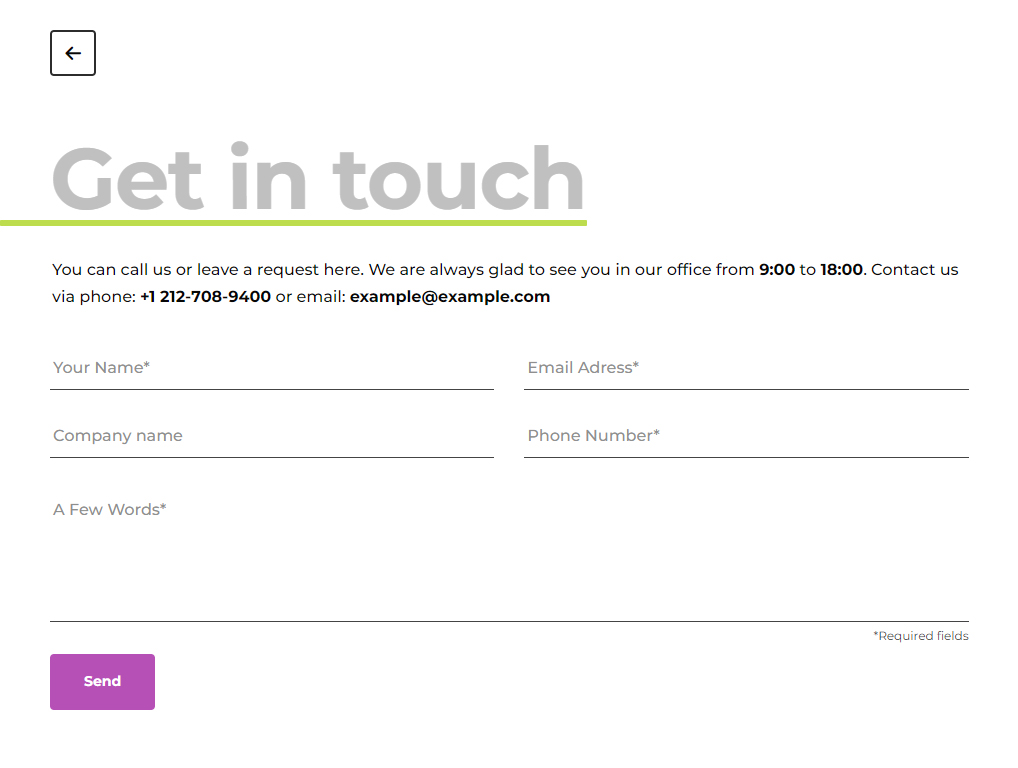 Get in touch
You can call us or leave a request here. We are always glad to see you in our office from 9:00 to 18:00. Contact us
via phone: +1 212-708-9400 or email: example@example.com
Your Name*
Email Adress*
Company name
Phone Number*
A Few Words*
*Required fields
Send